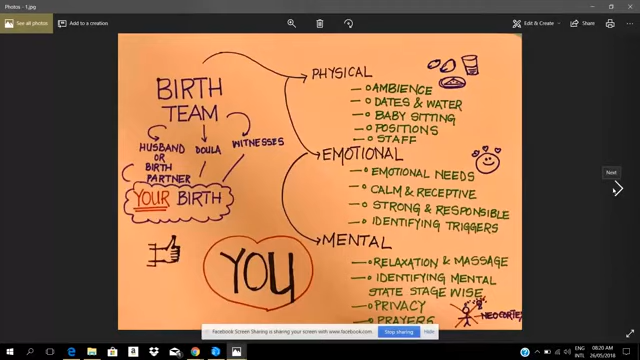 Photos - 1.jpg
See all photos
Add to a creation
Edit & Create
Share
BIRTH
TEAM
HUSBAND
OR
BIRTH
PARTNER
DOULA
WITNESSES
YOUR BIRTH
YOU
PHYSICAL
AMBIENCE
DATES & WATER
BABY SITTING
POSITIONS
STAFF
EMOTIONAL
EMOTIONAL NEEDS
CALM & RECEPTIVE
STRONG & RESPONSIBLE
IDENTIFYING TRIGGERS
MENTAL
RELAXATION & MASSAGE
IDENTIFYING MENTAL
STATE STAGE WISE
PRIVACY
PRAYERS
NEOCORTEX
Next
Facebook Screen Sharing is sharing your screen with www.facebook.com.
Stop sharing
Hide
ENG
INTL
08:20 AM
26/05/2018